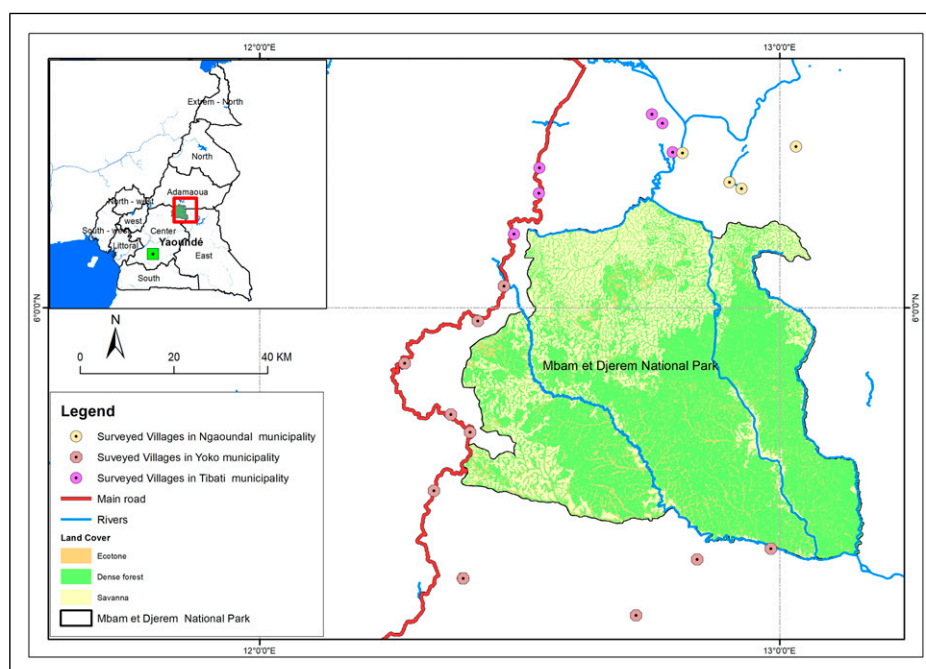 12°0'0"E
13°0'0"E
Extrem - North
North
Adamaoua
North - west
west
Center
South - west
Yaoundé
Littoral
East
South
6°0'0"N
6°0'0"N
N
0 20 40 KM
Mbam et Djerem National Park
Legend
Surveyed Villages in Ngaoundal municipality
Suveyed Villages in Yoko municipality
Suveyed Villages in Tibati municipality
Main road
Rivers
Land Cover
Ecotone
Dense forest
Savanna
Mbam et Djerem National Park
12°0'0"E
13°0'0"E